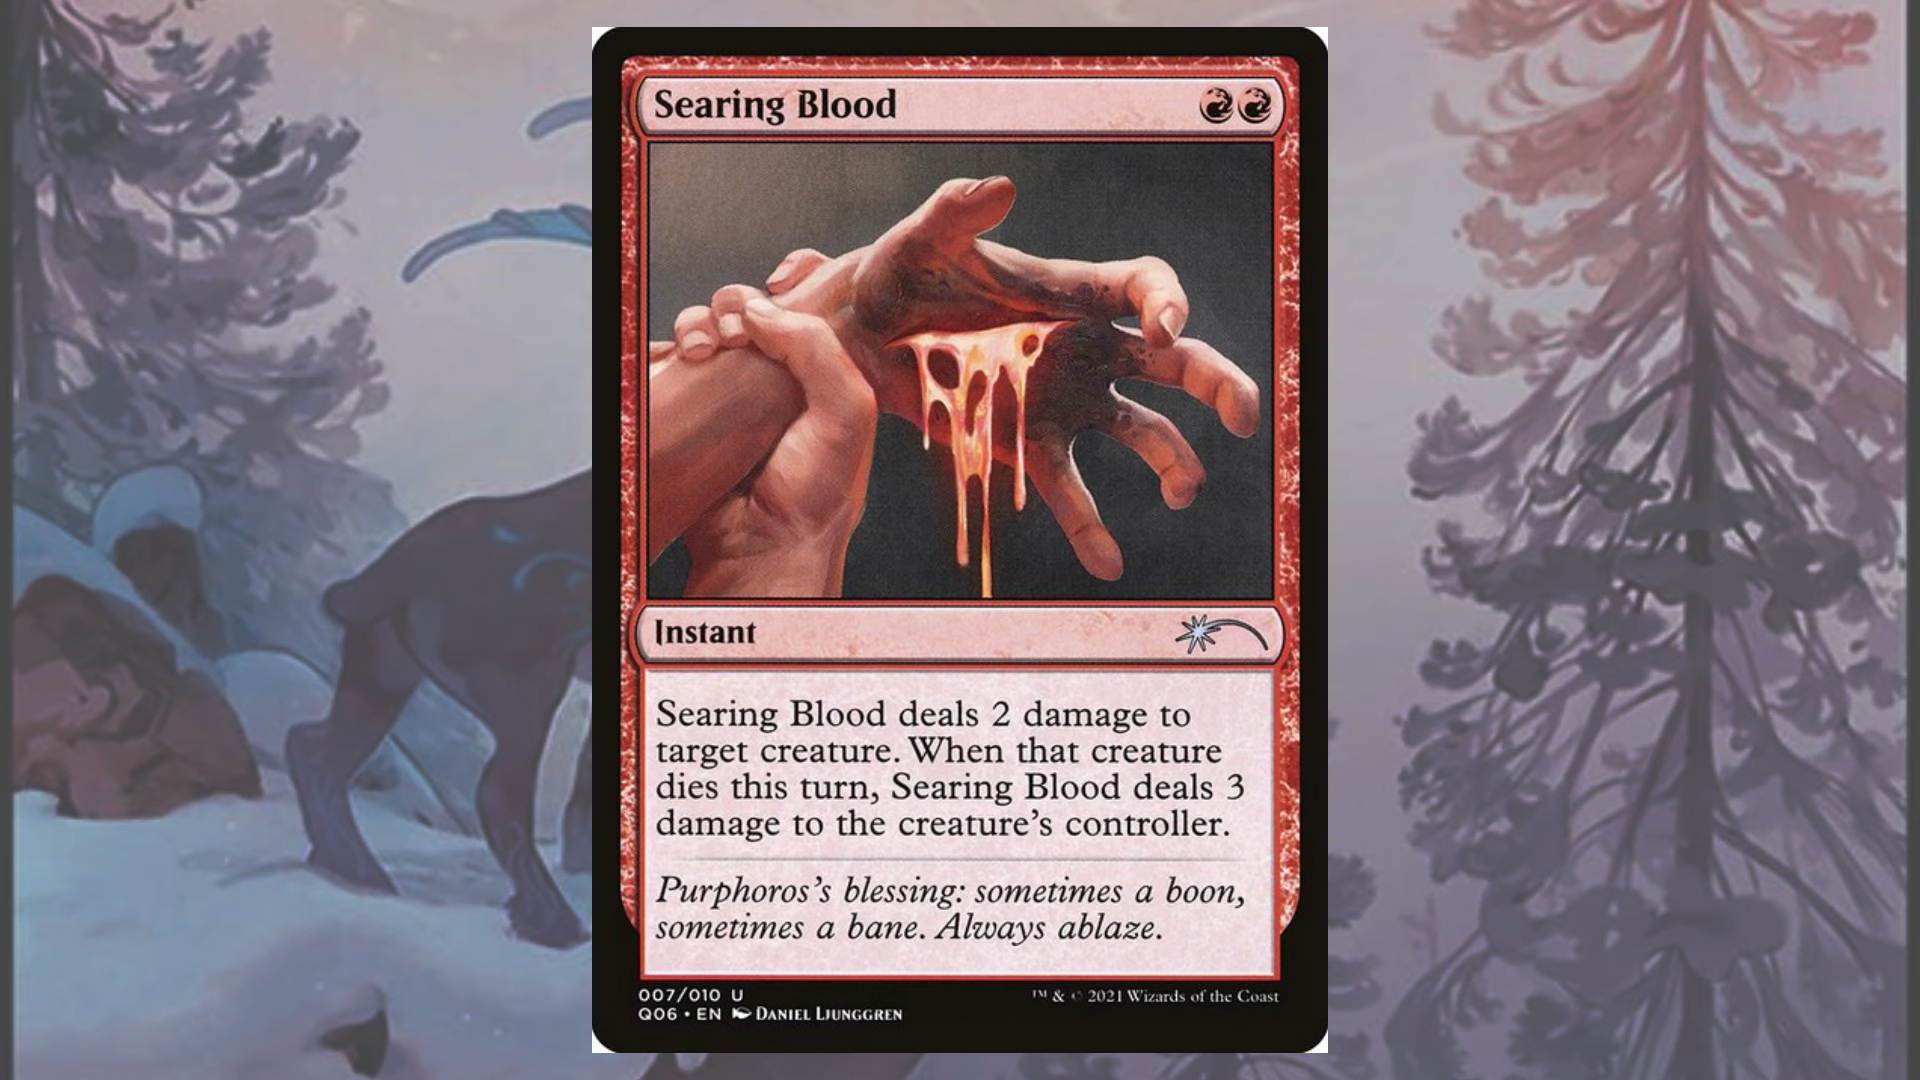 Searing Blood
Instant
Searing Blood deals 2 damage to
target creature. When that creature
dies this turn, Searing Blood deals 3
damage to the creature's controller.
Purphoros's blessing: sometimes a boon,
sometimes a bane. Always ablaze.
007/010 U
™ & © 2021 Wizards of the Coast
Q06 • EN Daniel Ljunggren